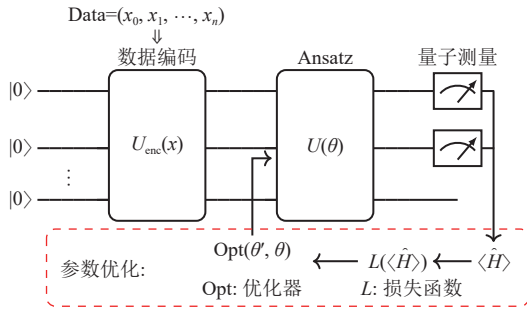 Data=(x₀, x₁, ⋯, xₙ)
⇓
数据编码
Ansatz
量子测量
|0⟩
|0⟩
U_enc(x)
U(θ)
⋮
|0⟩
参数优化:
Opt(θ′, θ)
L(⟨Ĥ⟩)
⟨Ĥ⟩
Opt: 优化器
L: 损失函数